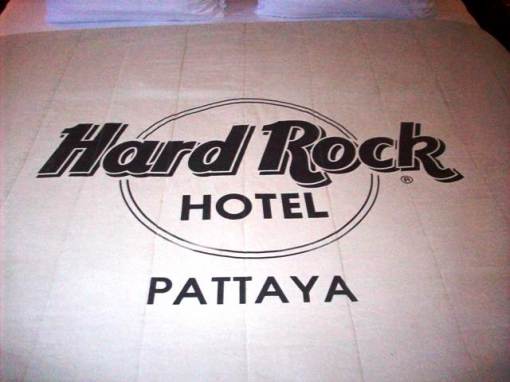 Hard Rock
®
HOTEL
PATTAYA